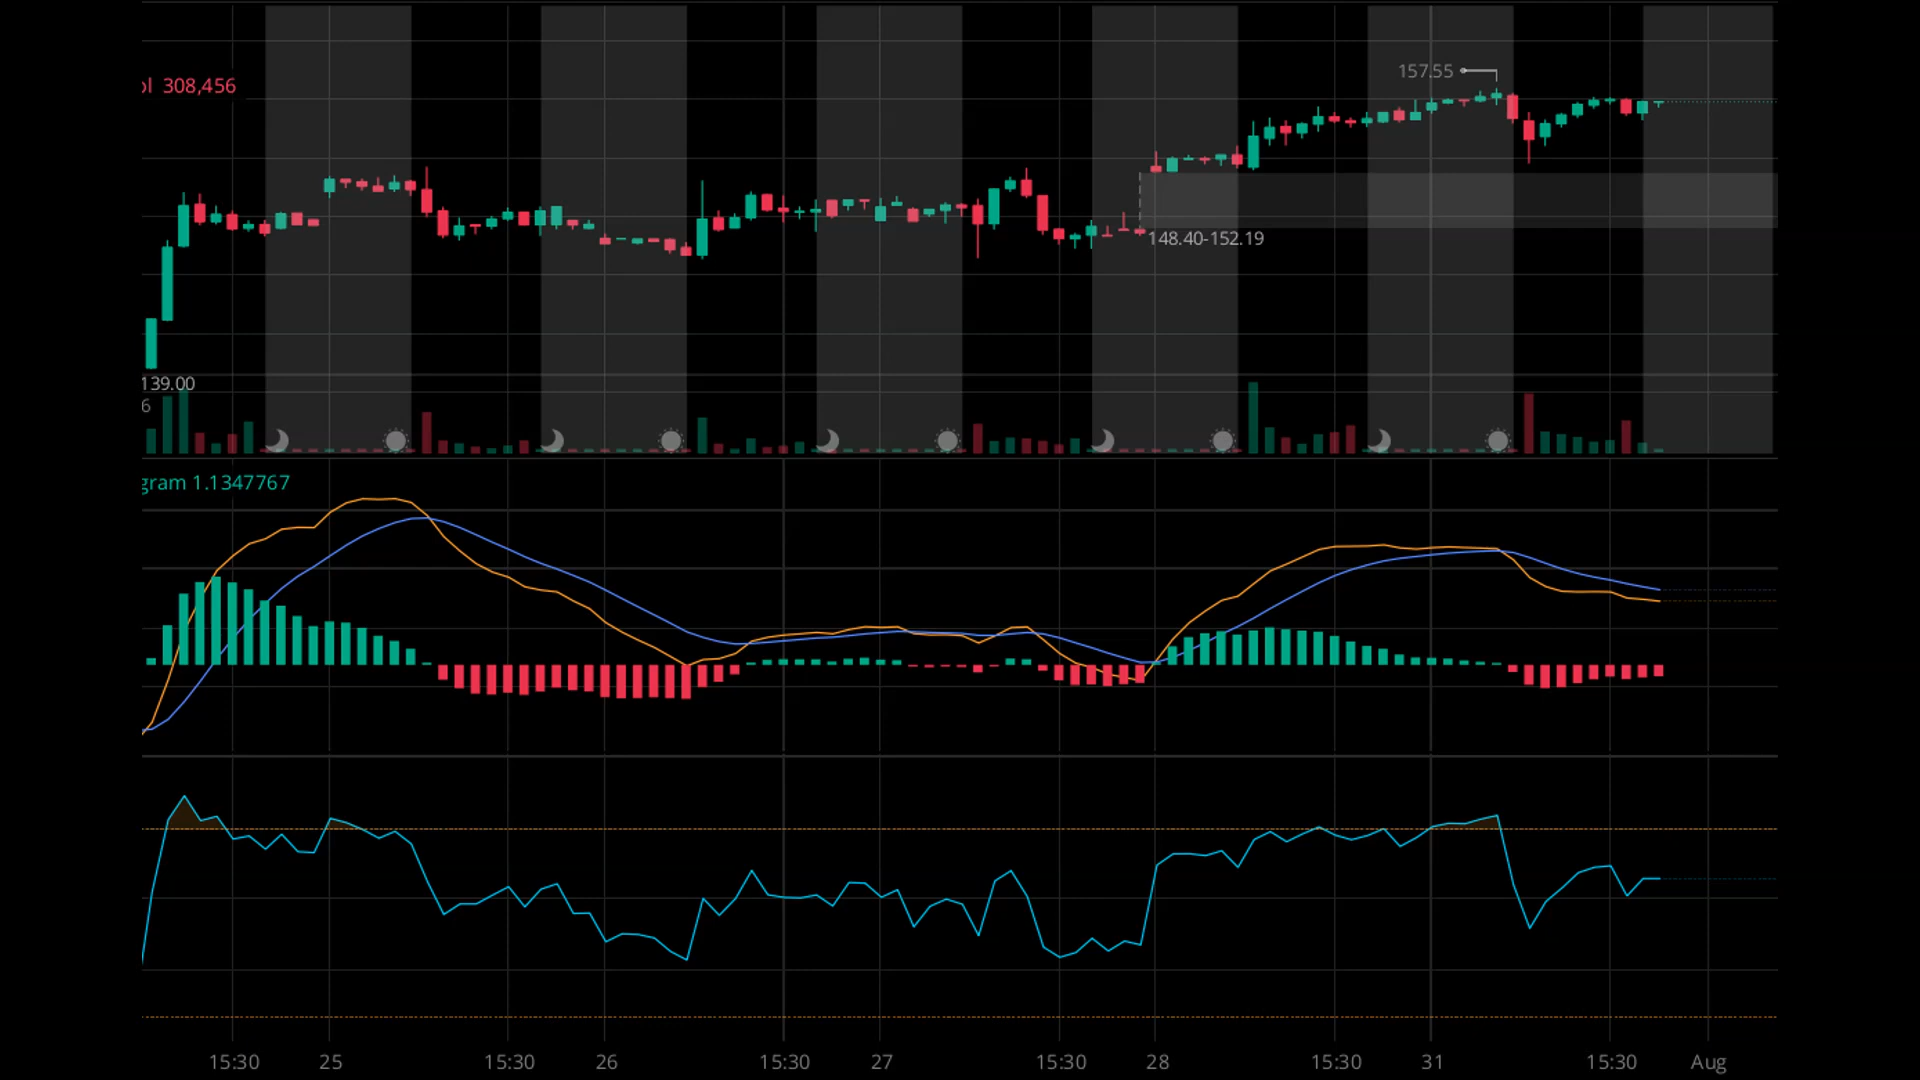 157.55
ol 308,456
148.40-152.19
139.00
6
gram 1.1347767
15:30 25 15:30 26 15:30 27 15:30 28 15:30 31 15:30 Aug